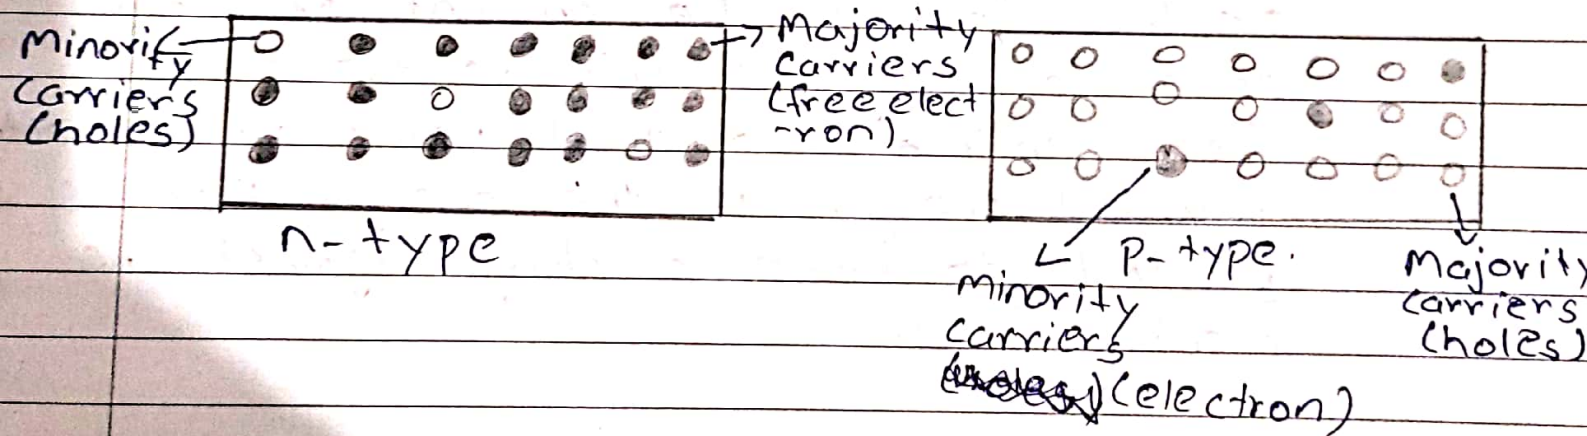 Minority
carriers
(holes)
Majority
carriers
(free elect
-ron)
n-type
p-type.
minority
carriers
(electron)
Majority
carriers
(holes)